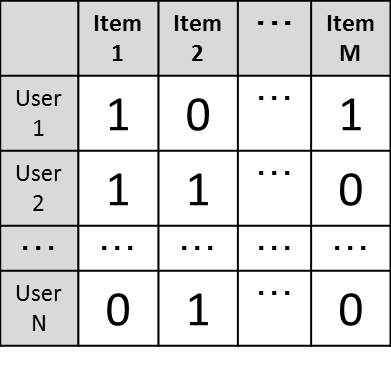 Item 1 Item 2 ... Item M
User 1 1 0 ... 1
User 2 1 1 ... 0
... ... ... ... ...
User N 0 1 ... 0